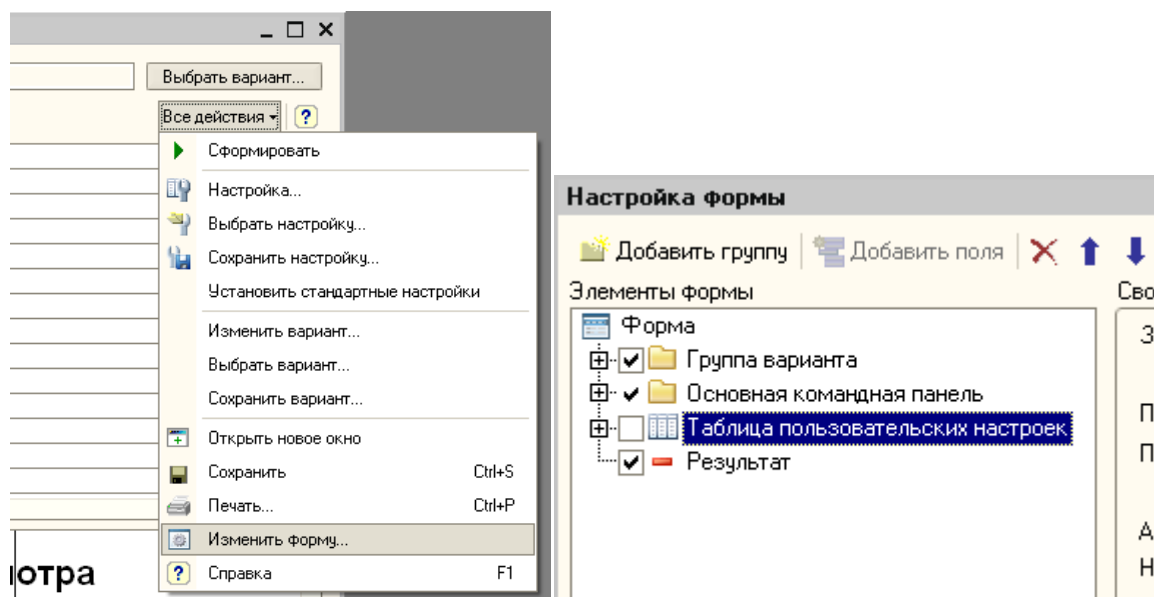 Выбрать вариант...
Все действия
?
Сформировать
Настройка...
Выбрать настройку...
Сохранить настройку...
Установить стандартные настройки
Изменить вариант...
Выбрать вариант...
Сохранить вариант...
Открыть новое окно
Сохранить Ctrl+S
Печать... Ctrl+P
Изменить форму...
? Справка F1
отра
Настройка формы
Добавить группу Добавить поля
Элементы формы
Форма
Группа варианта
Основная командная панель
Таблица пользовательских настроек
Результат
Сво
З
П
П
А
Н